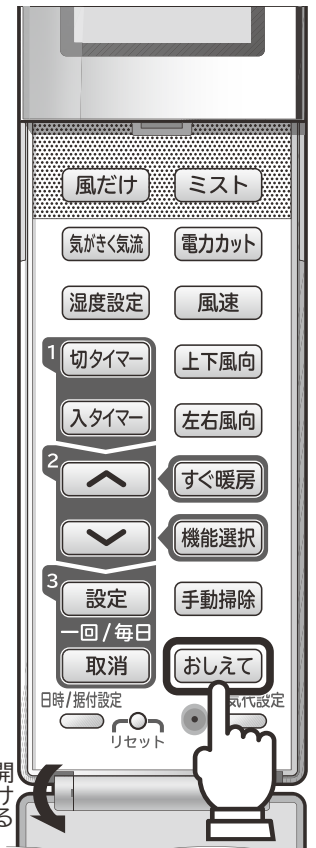 風だけ
ミスト
気がきく気流
電力カット
湿度設定
風速
1
切タイマー
上下風向
入タイマー
左右風向
2
すぐ暖房
機能選択
3
設定
手動掃除
一回/毎日
取消
おしえて
日時/据付設定
気代設定
リセット
開ける